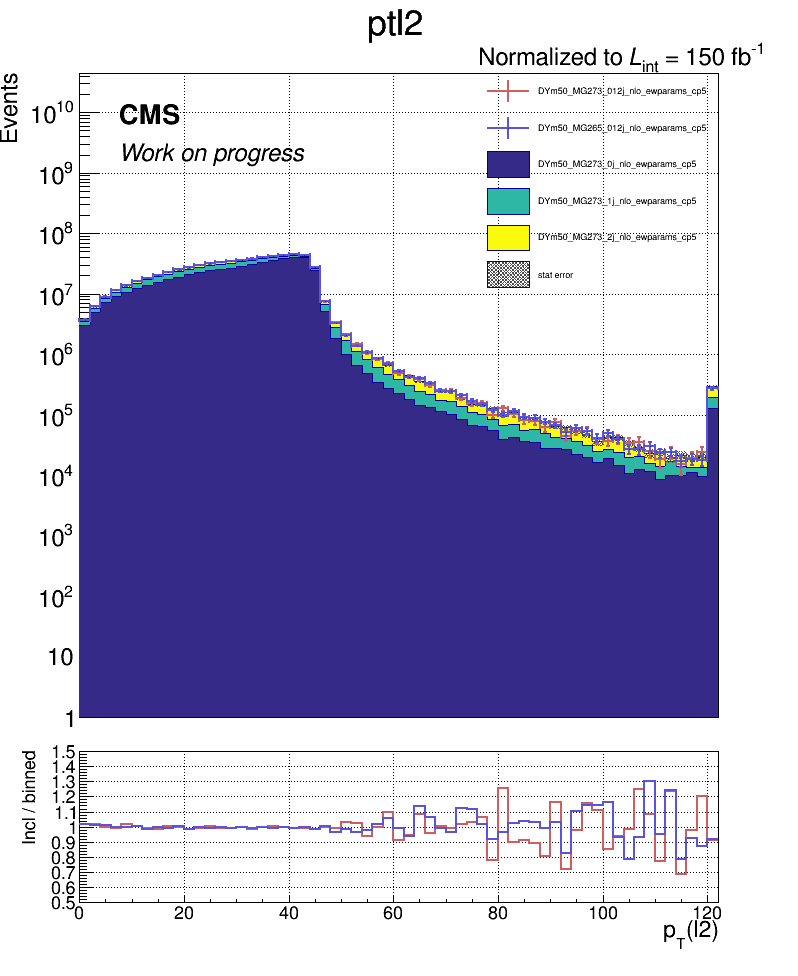 ptl2
Normalized to Lint = 150 fb-1
Events
CMS
Work on progress
DYm50_MG273_012j_nlo_ewparams_cp5
DYm50_MG265_012j_nlo_ewparams_cp5
DYm50_MG273_0j_nlo_ewparams_cp5
DYm50_MG273_1j_nlo_ewparams_cp5
DYm50_MG273_2j_nlo_ewparams_cp5
stat error
10^10
10^9
10^8
10^7
10^6
10^5
10^4
10^3
10^2
10
1
Incl / binned
1.5
1.4
1.3
1.2
1.1
1
0.9
0.8
0.7
0.6
0.5
0 20 40 60 80 100 120
pT(l2)